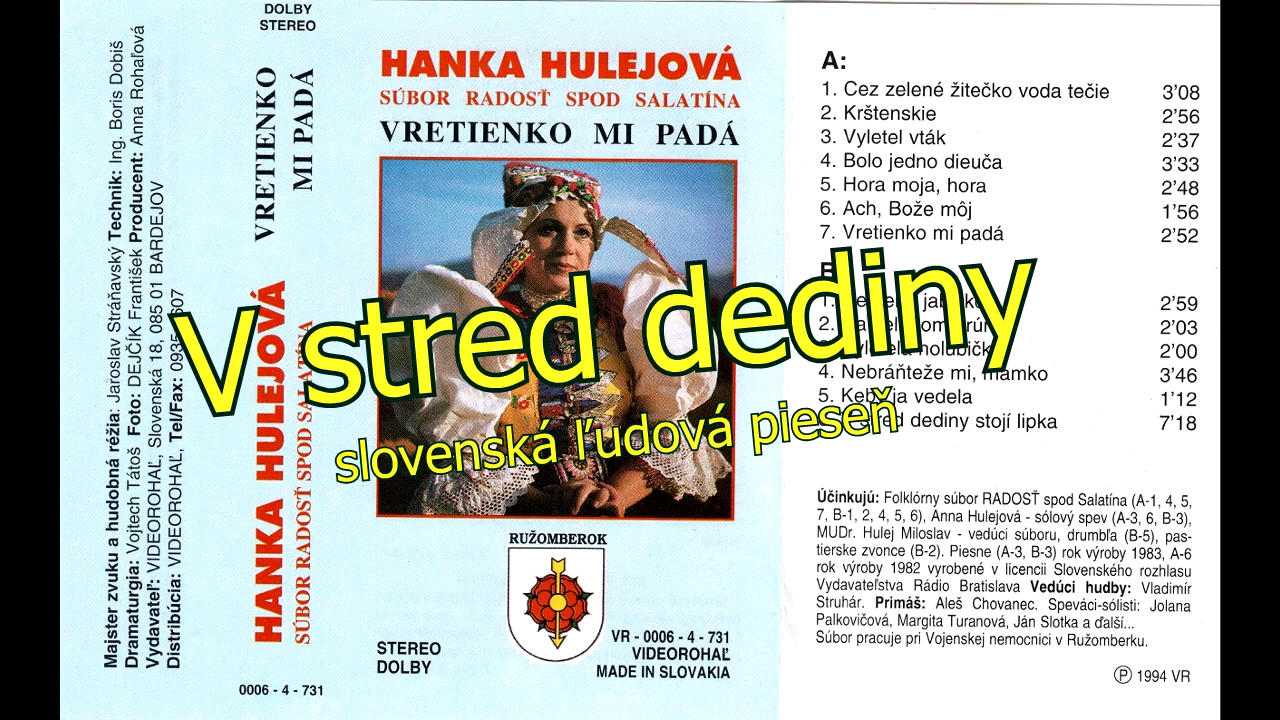 Majster zvuku a hudobná réžia: Jaroslav Stráňavský Technik: Ing. Boris Dobiš
Dramaturgia: Vojtech Tátoš Foto: DEJČÍK František Producent: Anna Rohaľová
Vydavateľ: VIDEOROHAĽ, Slovenská 18, 085 01 BARDEJOV
Distribúcia: VIDEOROHAĽ, Tel/Fax:
DOLBY
STEREO
VRETIENKO
MI PADÁ
HANKA HULEJOVÁ
SÚBOR RADOSŤ SPOD SALATÍNA
0006 - 4 - 731
HANKA HULEJOVÁ
SÚBOR RADOSŤ SPOD SALATÍNA
VRETIENKO MI PADÁ
V stred dediny
slovenská ľudová pieseň
RUŽOMBEROK
STEREO
DOLBY
VR - 0006 - 4 - 731
VIDEOROHAĽ
MADE IN SLOVAKIA
A:
1. Cez zelené žitečko voda tečie 3'08
2. Krštenskie 2'56
3. Vyletel vták 2'37
4. Bolo jedno dieuča 3'33
5. Hora moja, hora 2'48
6. Ach, Bože môj 1'56
7. Vretienko mi padá 2'52
1. 2'59
2. 2'03
2'00
4. Nebráňteže mi, mamko 3'46
5. vedela 1'12
dediny stojí lipka 7'18
Účinkujú: Folklórny súbor RADOSŤ spod Salatína (A-1, 4, 5,
7, B-1, 2, 4, 5, 6), Anna Hulejová - sólový spev (A-3, 6, B-3),
MUDr. Hulej Miloslav - vedúci súboru, drumbľa (B-5), pas-
tierske zvonce (B-2). Piesne (A-3, B-3) rok výroby 1983, A-6
rok výroby 1982 vyrobené v licencii Slovenského rozhlasu
Vydavateľstva Rádio Bratislava Vedúci hudby: Vladimír
Struhár. Primáš: Aleš Chovanec. Speváci-sólisti: Jolana
Palkovičová, Margita Turanová, Ján Slotka a ďalší...
Súbor pracuje pri Vojenskej nemocnici v Ružomberku.
Ⓟ 1994 VR